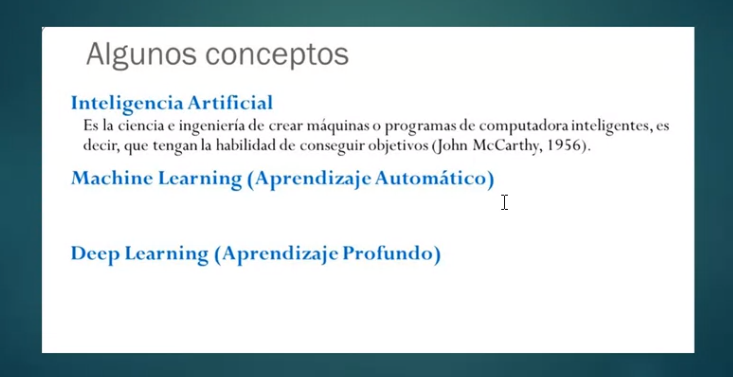 Algunos conceptos
Inteligencia Artificial
Es la ciencia e ingeniería de crear máquinas o programas de computadora inteligentes, es
decir, que tengan la habilidad de conseguir objetivos (John McCarthy, 1956).
Machine Learning (Aprendizaje Automático)
Deep Learning (Aprendizaje Profundo)